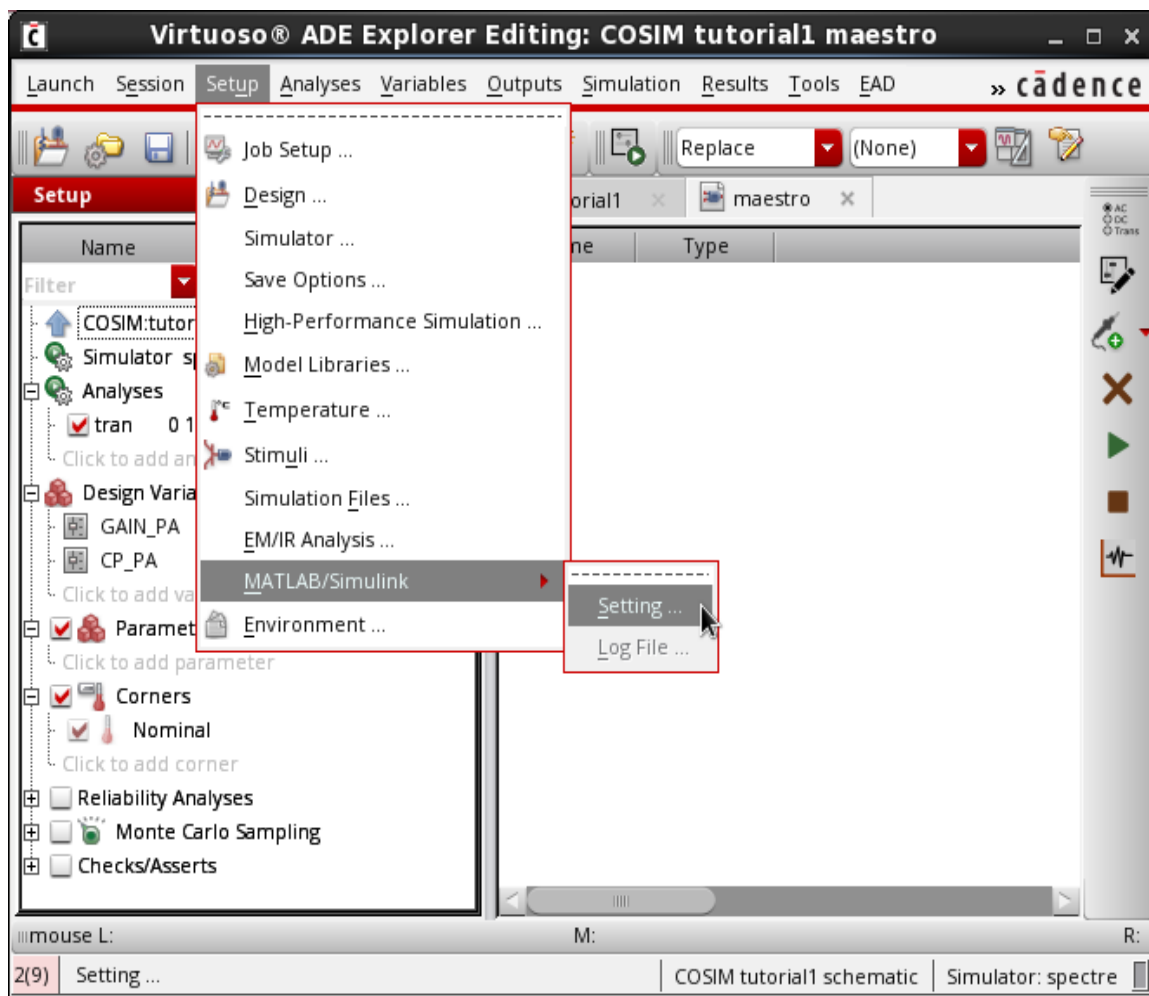 Virtuoso® ADE Explorer Editing: COSIM tutorial1 maestro
Launch Session Setup Analyses Variables Outputs Simulation Results Tools EAD » cādence
Replace (None)
Setup
orial1 maestro
Name
ne Type
Filter
AC
DC
Trans
Job Setup ...
Design ...
Simulator ...
Save Options ...
High-Performance Simulation ...
Model Libraries ...
Temperature ...
Stimuli ...
Simulation Files ...
EM/IR Analysis ...
MATLAB/Simulink
Environment ...
Setting ...
Log File ...
COSIM:tutor
Simulator sp
Analyses
tran 0 1
Click to add an
Design Varia
GAIN_PA
CP_PA
Click to add va
Paramet
Click to add parameter
Corners
Nominal
Click to add corner
Reliability Analyses
Monte Carlo Sampling
Checks/Asserts
mouse L: M: R:
2(9) Setting ... COSIM tutorial1 schematic Simulator: spectre